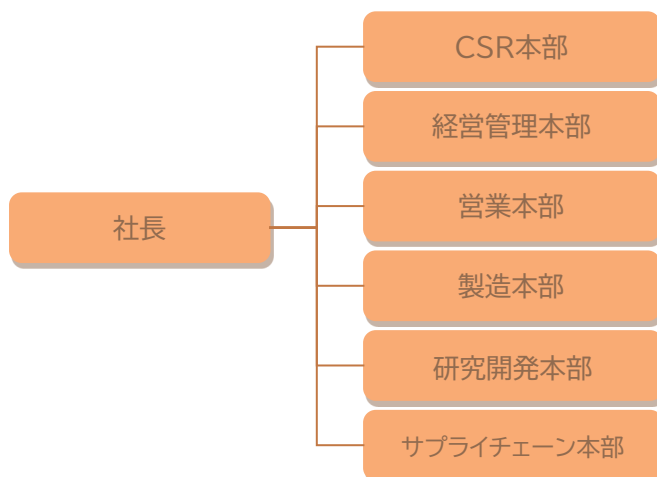 社長
CSR本部
経営管理本部
営業本部
製造本部
研究開発本部
サプライチェーン本部